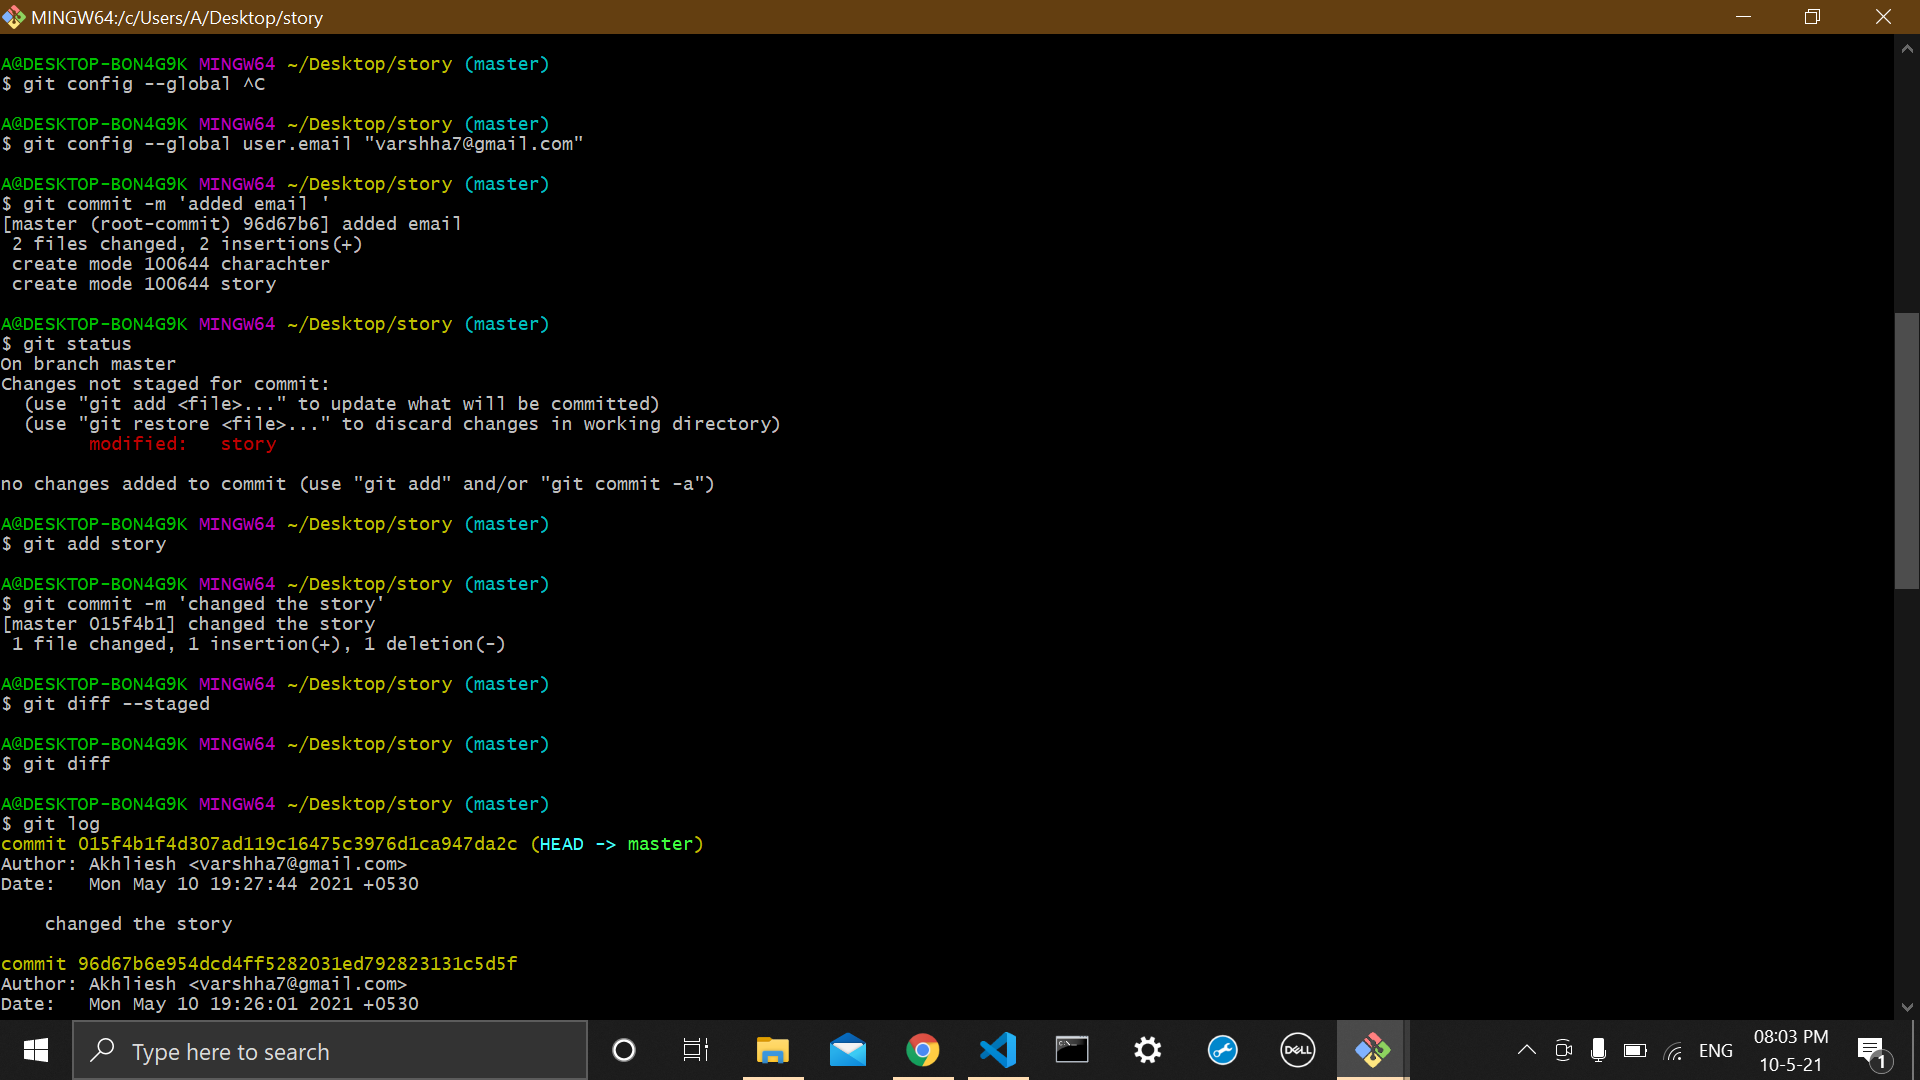 MINGW64:/c/Users/A/Desktop/story
A@DESKTOP-BON4G9K MINGW64 ~/Desktop/story (master)
$ git config --global ^C
A@DESKTOP-BON4G9K MINGW64 ~/Desktop/story (master)
$ git config --global user.email "varshha7@gmail.com"
A@DESKTOP-BON4G9K MINGW64 ~/Desktop/story (master)
$ git commit -m 'added email '
[master (root-commit) 96d67b6] added email
2 files changed, 2 insertions(+)
create mode 100644 charachter
create mode 100644 story
A@DESKTOP-BON4G9K MINGW64 ~/Desktop/story (master)
$ git status
On branch master
Changes not staged for commit:
(use "git add <file>..." to update what will be committed)
(use "git restore <file>..." to discard changes in working directory)
modified:   story
no changes added to commit (use "git add" and/or "git commit -a")
A@DESKTOP-BON4G9K MINGW64 ~/Desktop/story (master)
$ git add story
A@DESKTOP-BON4G9K MINGW64 ~/Desktop/story (master)
$ git commit -m 'changed the story'
[master 015f4b1] changed the story
1 file changed, 1 insertion(+), 1 deletion(-)
A@DESKTOP-BON4G9K MINGW64 ~/Desktop/story (master)
$ git diff --staged
A@DESKTOP-BON4G9K MINGW64 ~/Desktop/story (master)
$ git diff
A@DESKTOP-BON4G9K MINGW64 ~/Desktop/story (master)
$ git log
commit 015f4b1f4d307ad119c16475c3976d1ca947da2c (HEAD -> master)
Author: Akhliesh <varshha7@gmail.com>
Date:   Mon May 10 19:27:44 2021 +0530
changed the story
commit 96d67b6e954dcd4ff5282031ed792823131c5d5f
Author: Akhliesh <varshha7@gmail.com>
Date:   Mon May 10 19:26:01 2021 +0530
Type here to search
DELL
ENG
08:03 PM
10-5-21
1